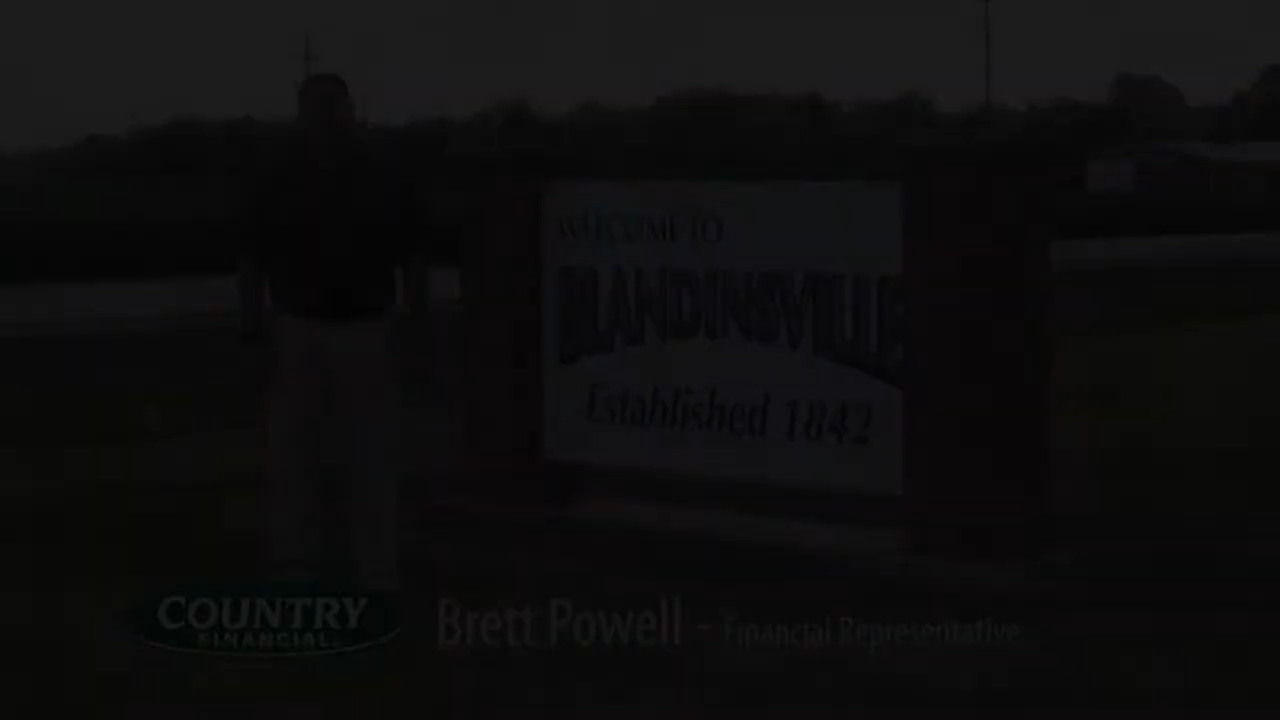 WELCOME TO
BLANDINSVILLE
Established 1842
COUNTRY
FINANCIAL
Brett Powell - Financial Representative